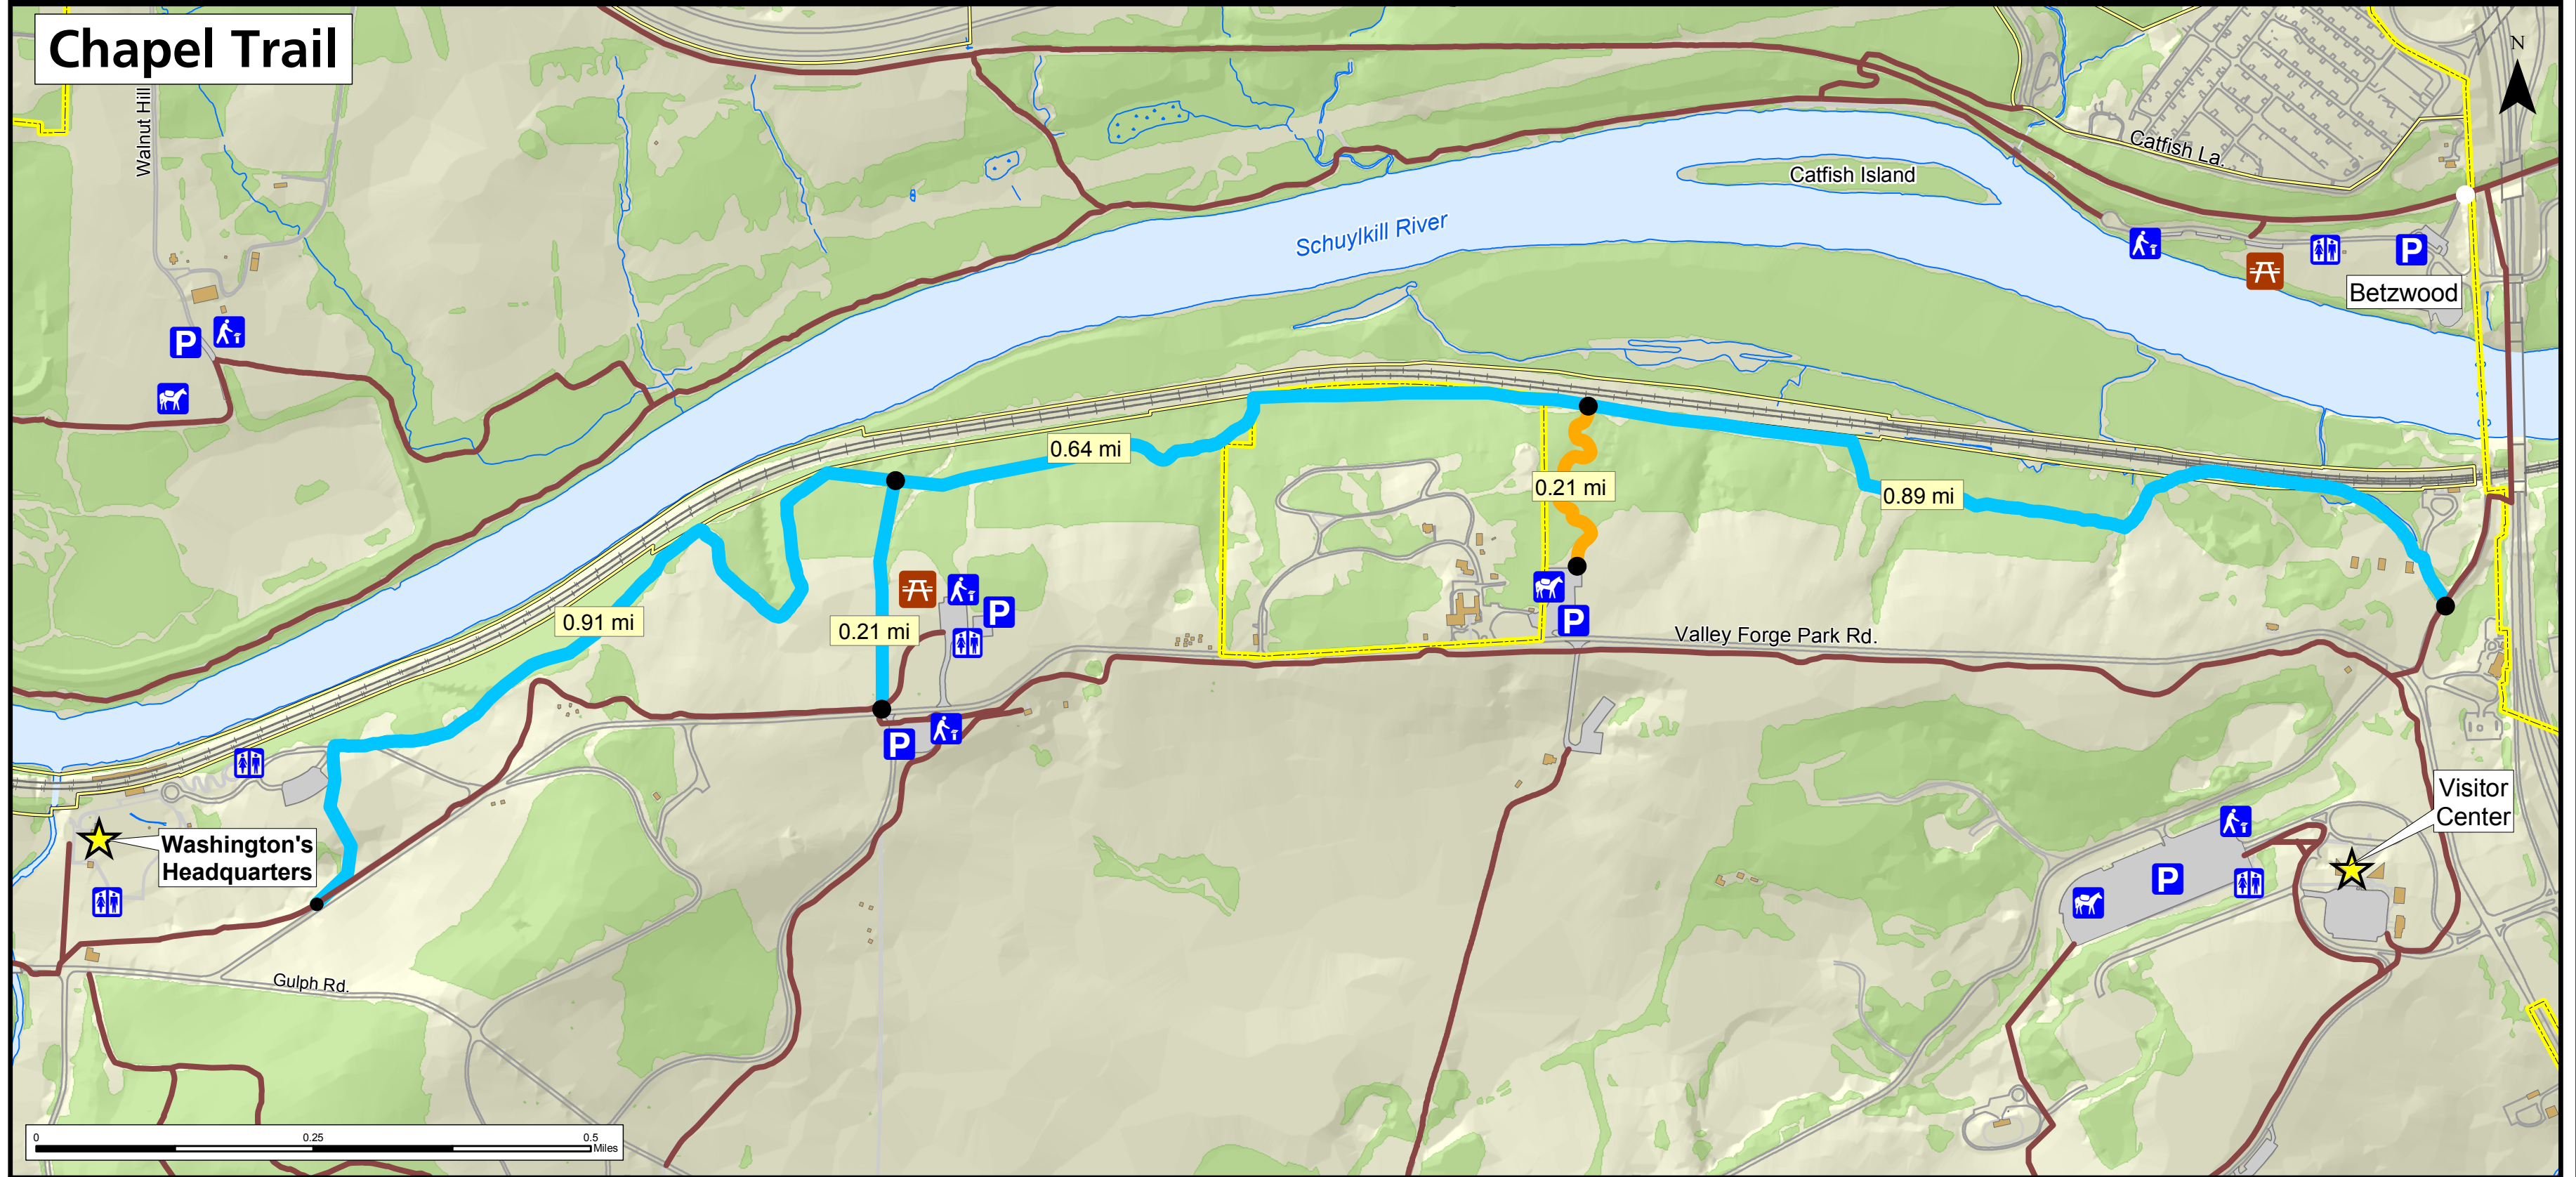 Chapel Trail
N
Walnut Hill
Catfish La.
Catfish Island
Schuylkill River
P
Betzwood
P
0.64 mi
0.21 mi
0.89 mi
0.91 mi
0.21 mi
P
P
Valley Forge Park Rd.
P
Washington's
Headquarters
Visitor
Center
P
Gulph Rd.
0 0.25 0.5
Miles